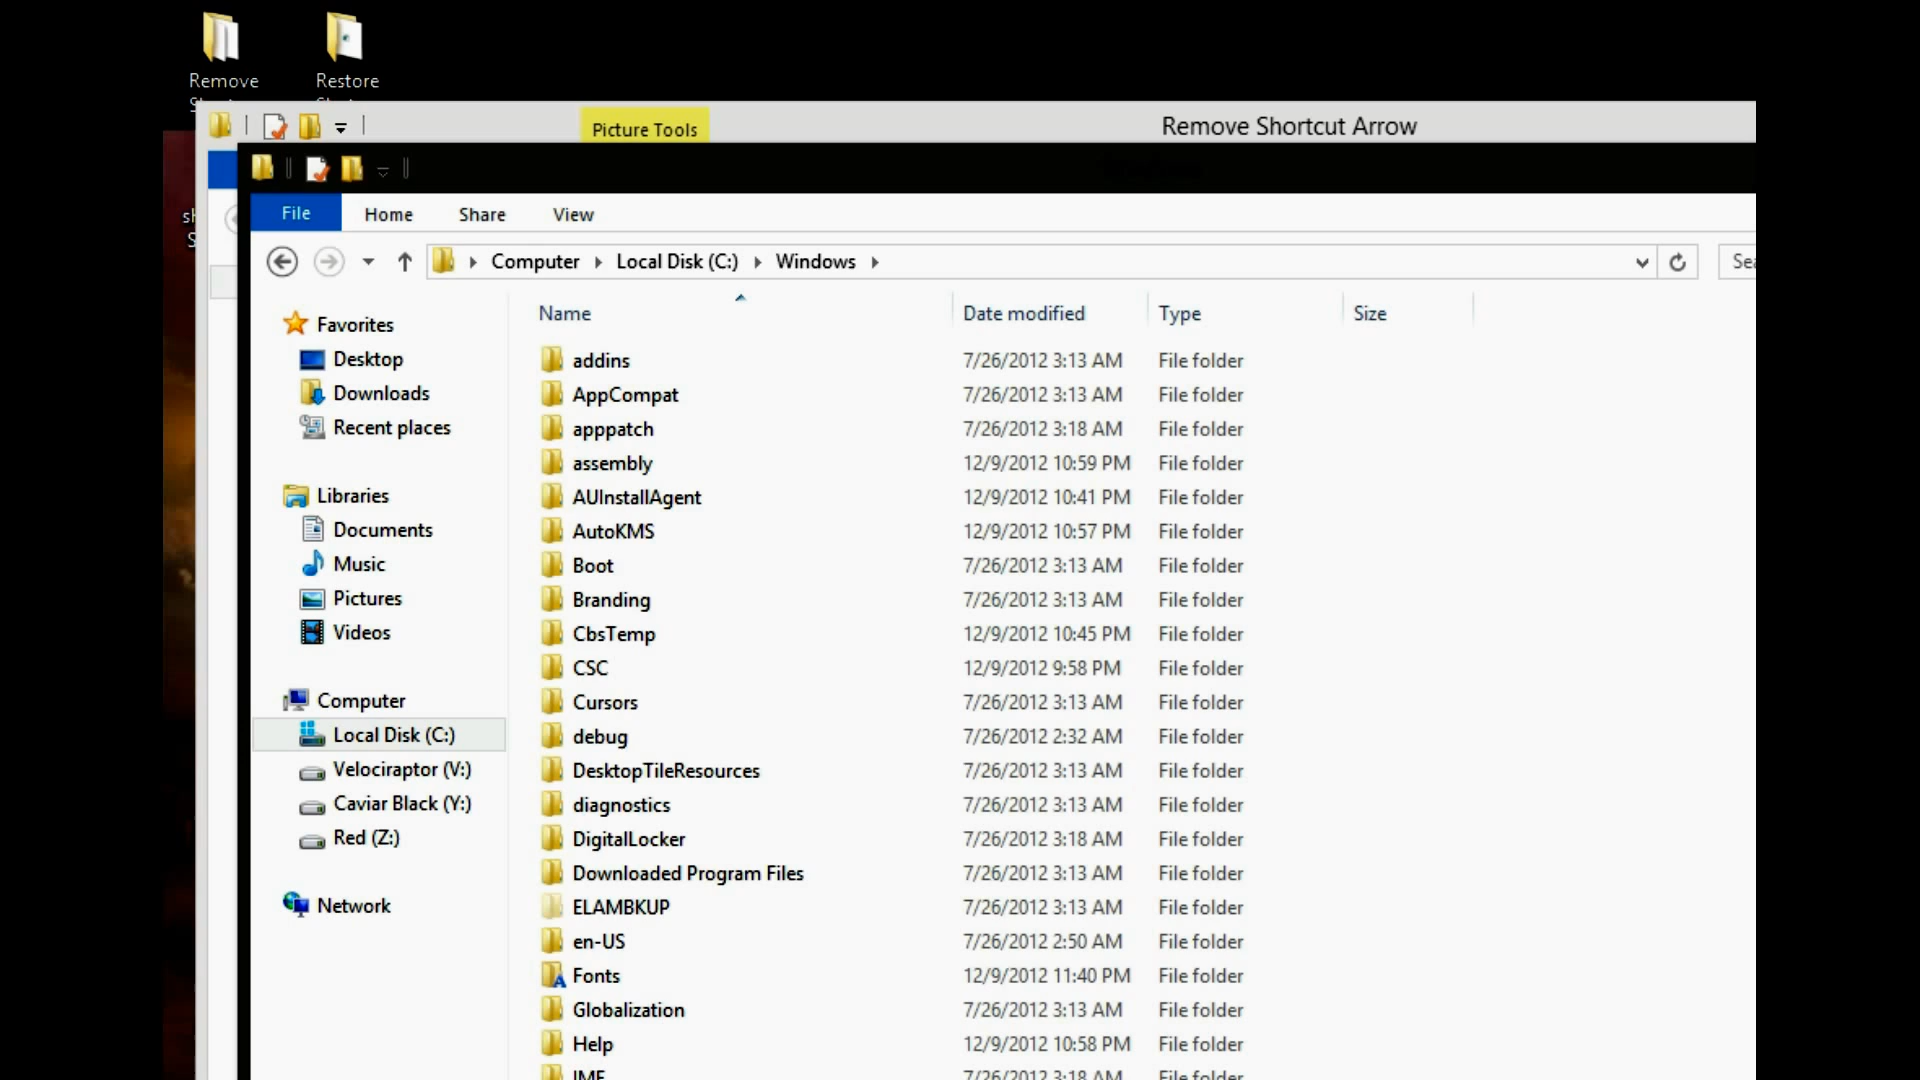 Remove
Restore
Picture Tools
Remove Shortcut Arrow
File
Home
Share
View
Computer
Local Disk (C:)
Windows
Name
Date modified
Type
Size
Favorites
Desktop
Downloads
Recent places
Libraries
Documents
Music
Pictures
Videos
Computer
Local Disk (C:)
Velociraptor (V:)
Caviar Black (Y:)
Red (Z:)
Network
addins 7/26/2012 3:13 AM File folder
AppCompat 7/26/2012 3:13 AM File folder
apppatch 7/26/2012 3:18 AM File folder
assembly 12/9/2012 10:59 PM File folder
AUInstallAgent 12/9/2012 10:41 PM File folder
AutoKMS 12/9/2012 10:57 PM File folder
Boot 7/26/2012 3:13 AM File folder
Branding 7/26/2012 3:13 AM File folder
CbsTemp 12/9/2012 10:45 PM File folder
CSC 12/9/2012 9:58 PM File folder
Cursors 7/26/2012 3:13 AM File folder
debug 7/26/2012 2:32 AM File folder
DesktopTileResources 7/26/2012 3:13 AM File folder
diagnostics 7/26/2012 3:13 AM File folder
DigitalLocker 7/26/2012 3:18 AM File folder
Downloaded Program Files 7/26/2012 3:13 AM File folder
ELAMBKUP 7/26/2012 3:13 AM File folder
en-US 7/26/2012 2:50 AM File folder
Fonts 12/9/2012 11:40 PM File folder
Globalization 7/26/2012 3:13 AM File folder
Help 12/9/2012 10:58 PM File folder
IME 7/26/2012 3:18 AM File folder